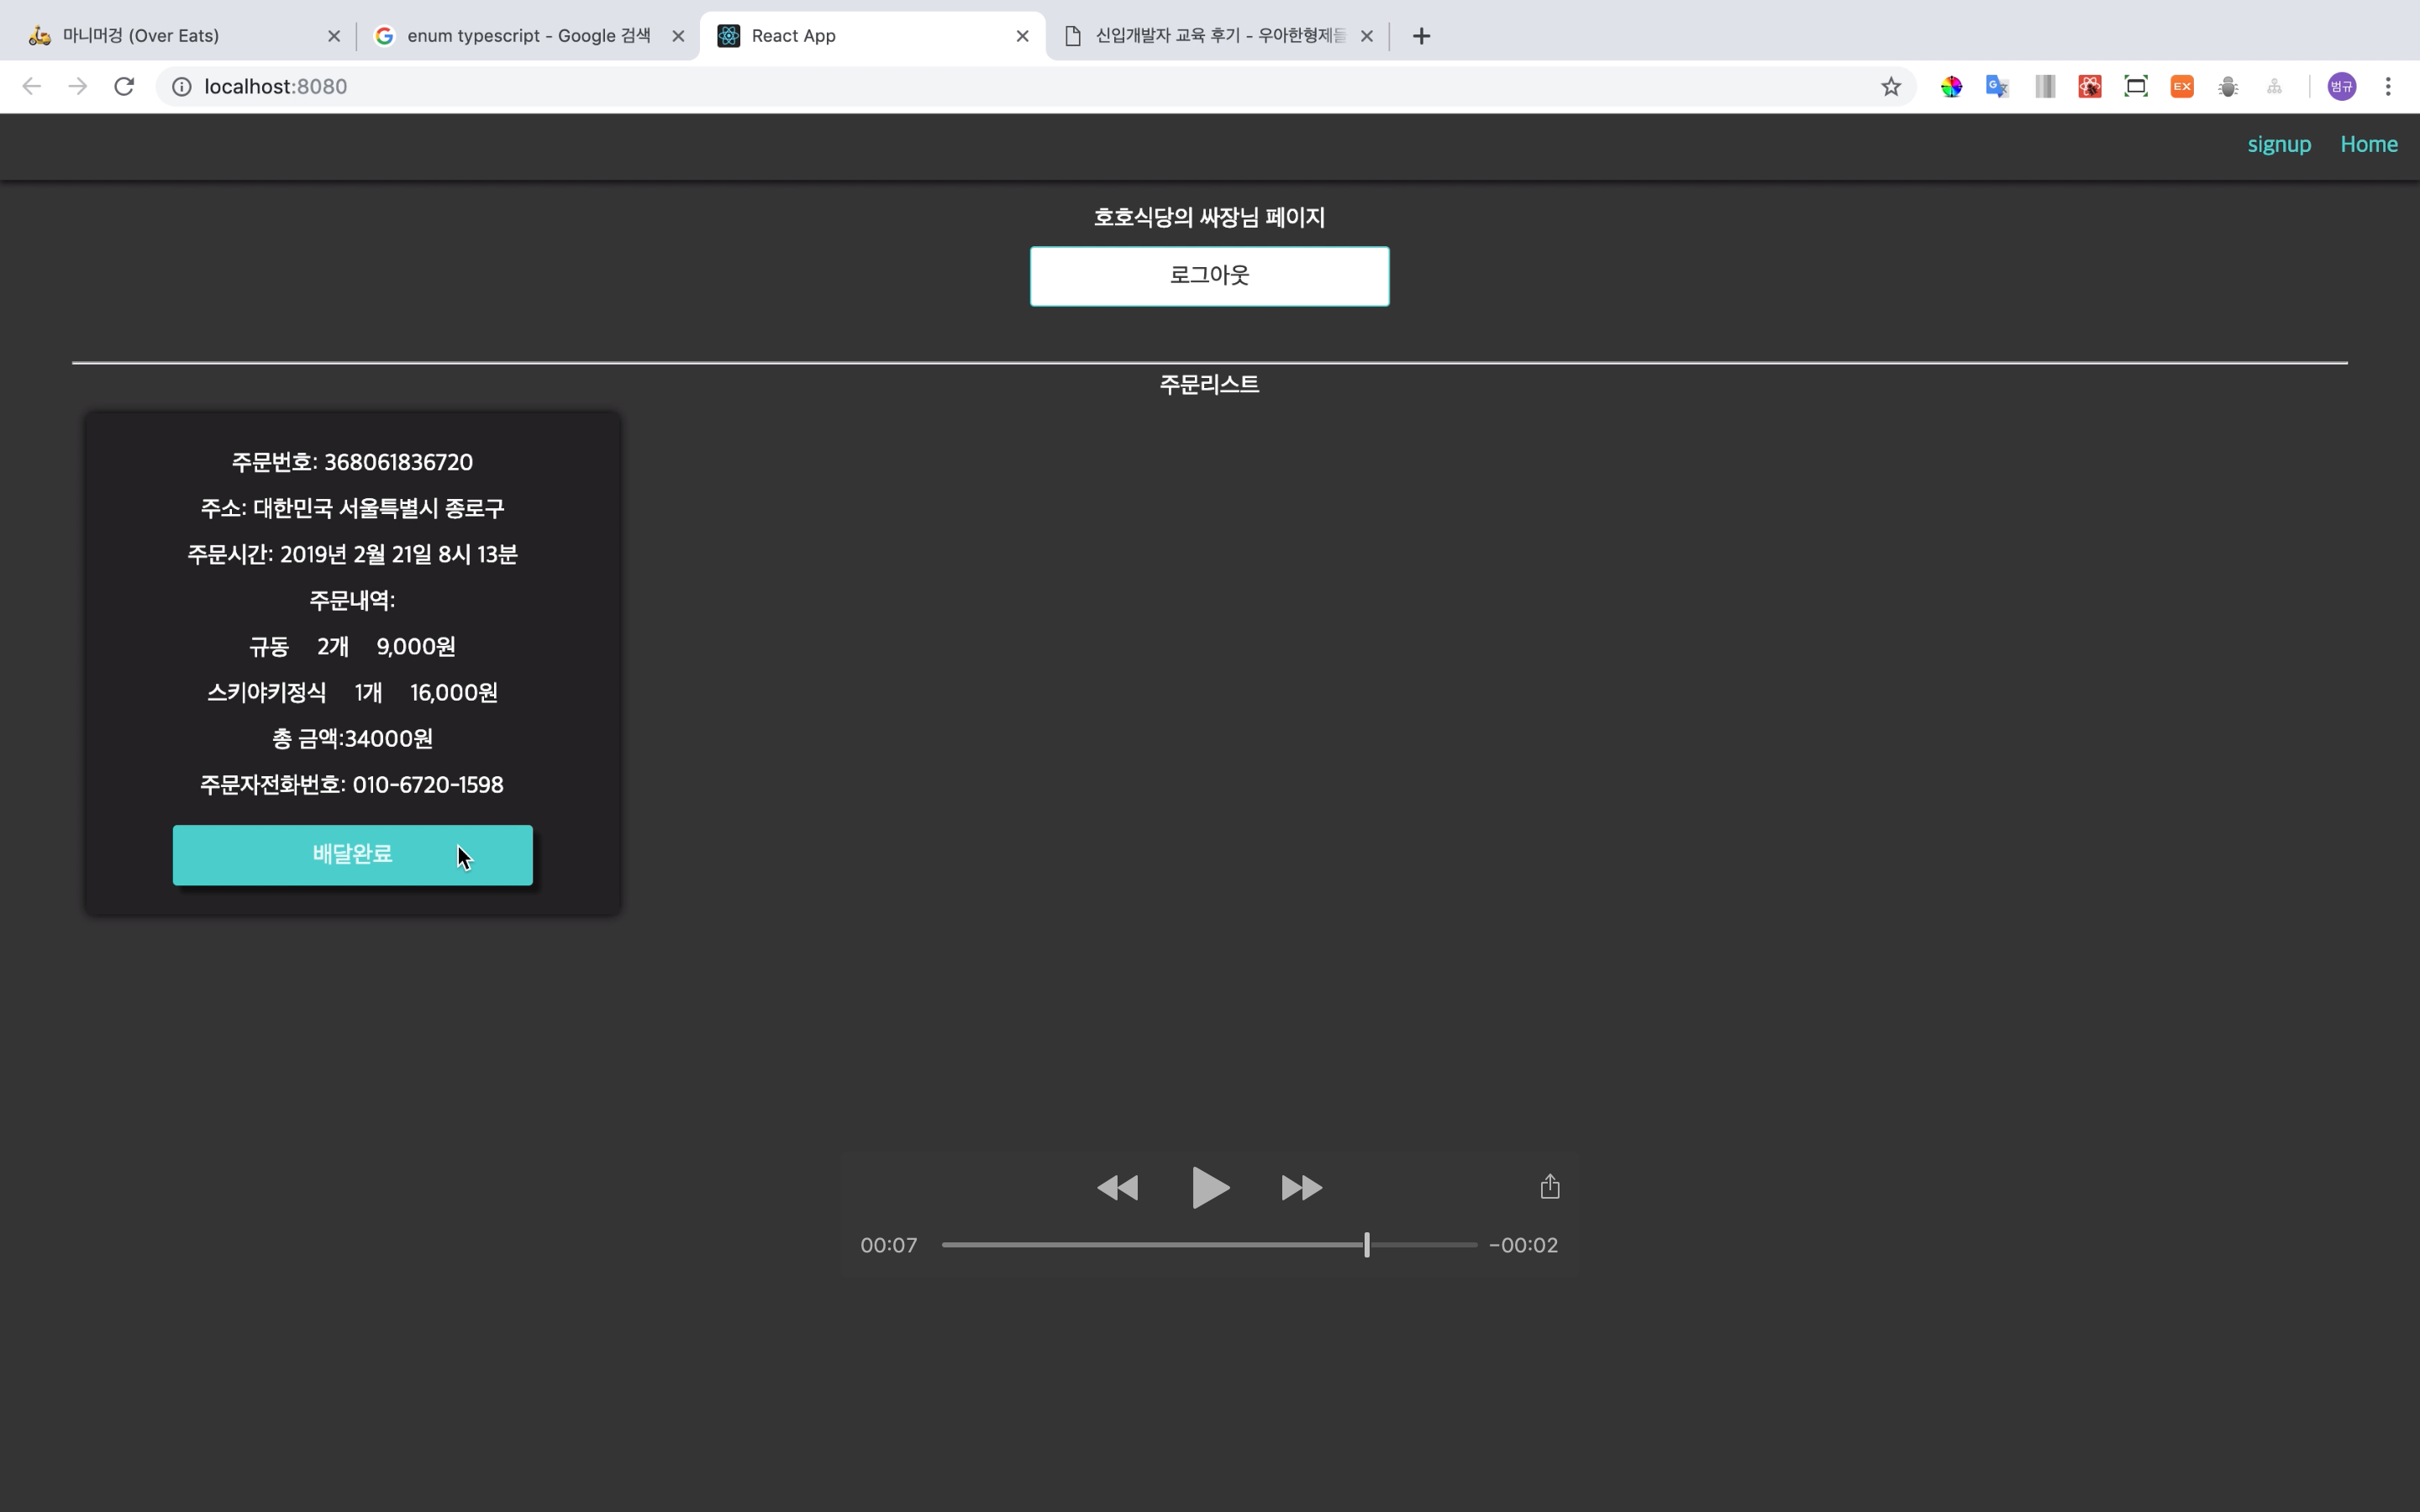 마니머겅 (Over Eats)
enum typescript - Google 검색
React App
신입개발자 교육 후기 - 우아한형제들
localhost:8080
EX
범규
signup Home
호호식당의 싸장님 페이지
로그아웃
주문리스트
주문번호: 368061836720
주소: 대한민국 서울특별시 종로구
주문시간: 2019년 2월 21일 8시 13분
주문내역:
규동 2개 9,000원
스키야키정식 1개 16,000원
총 금액:34000원
주문자전화번호: 010-6720-1598
배달완료
00:07 -00:02